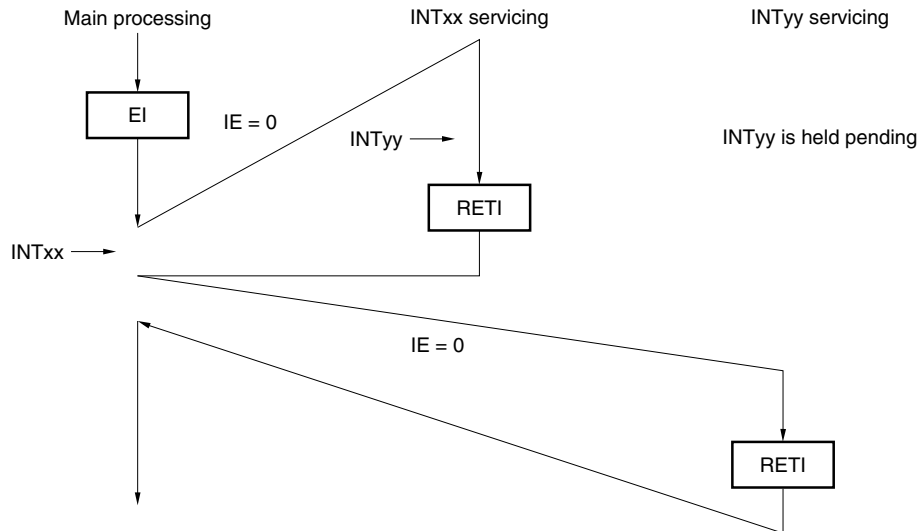 Main processing
INTxx servicing
INTyy servicing
EI
IE = 0
INTyy
INTyy is held pending
RETI
INTxx
IE = 0
RETI